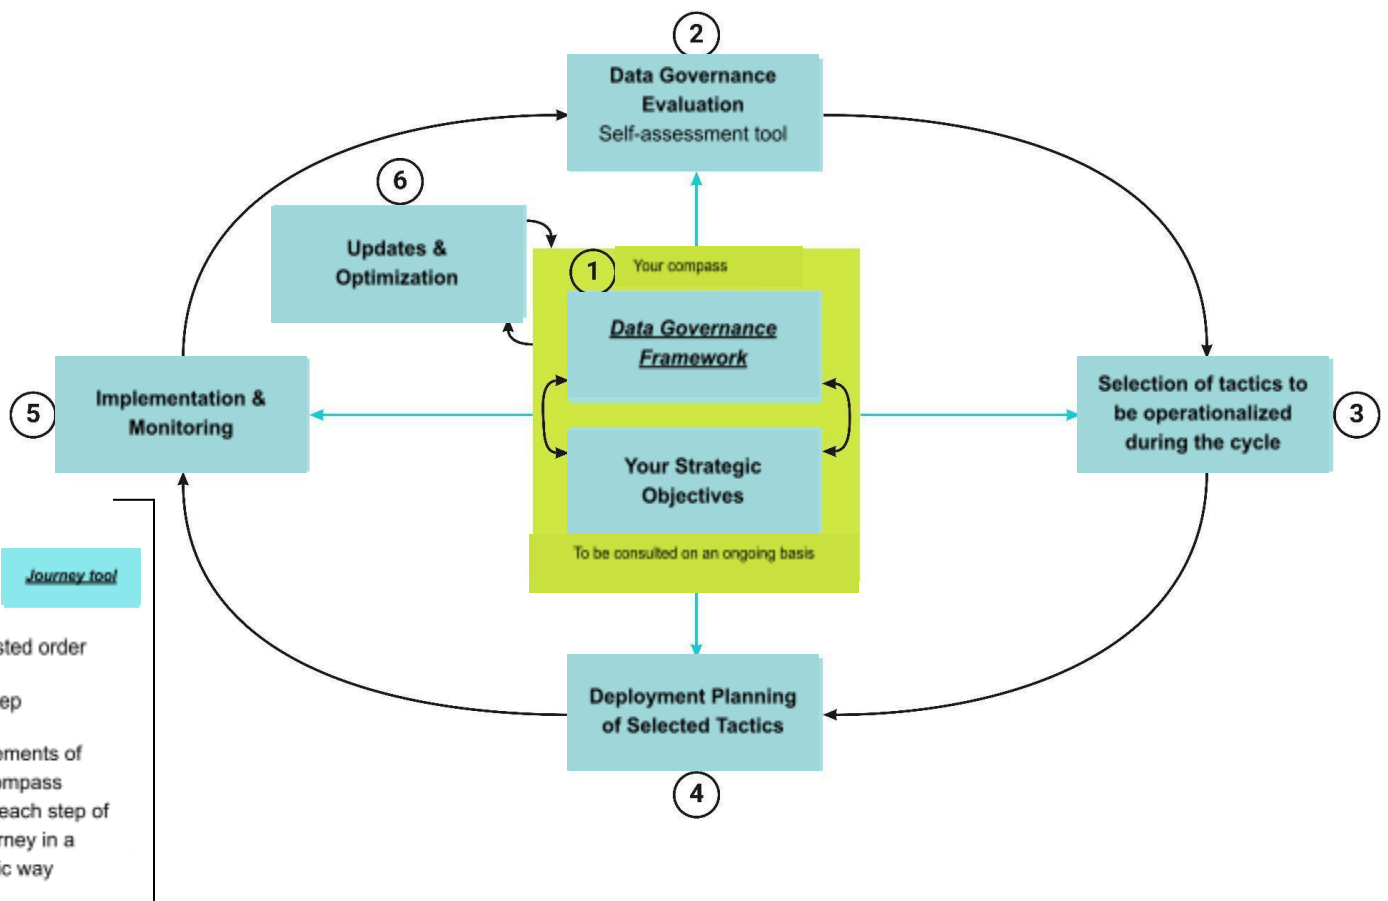 2
Data Governance
Evaluation
Self-assessment tool
6
Updates &
Optimization
1
Your compass
Data Governance
Framework
Your Strategic
Objectives
To be consulted on an ongoing basis
5
Implementation &
Monitoring
Selection of tactics to
be operationalized
during the cycle
3
Deployment Planning
of Selected Tactics
4
Journey tool
sted order
ep
ements of
ompass
each step of
rney in a
ic way